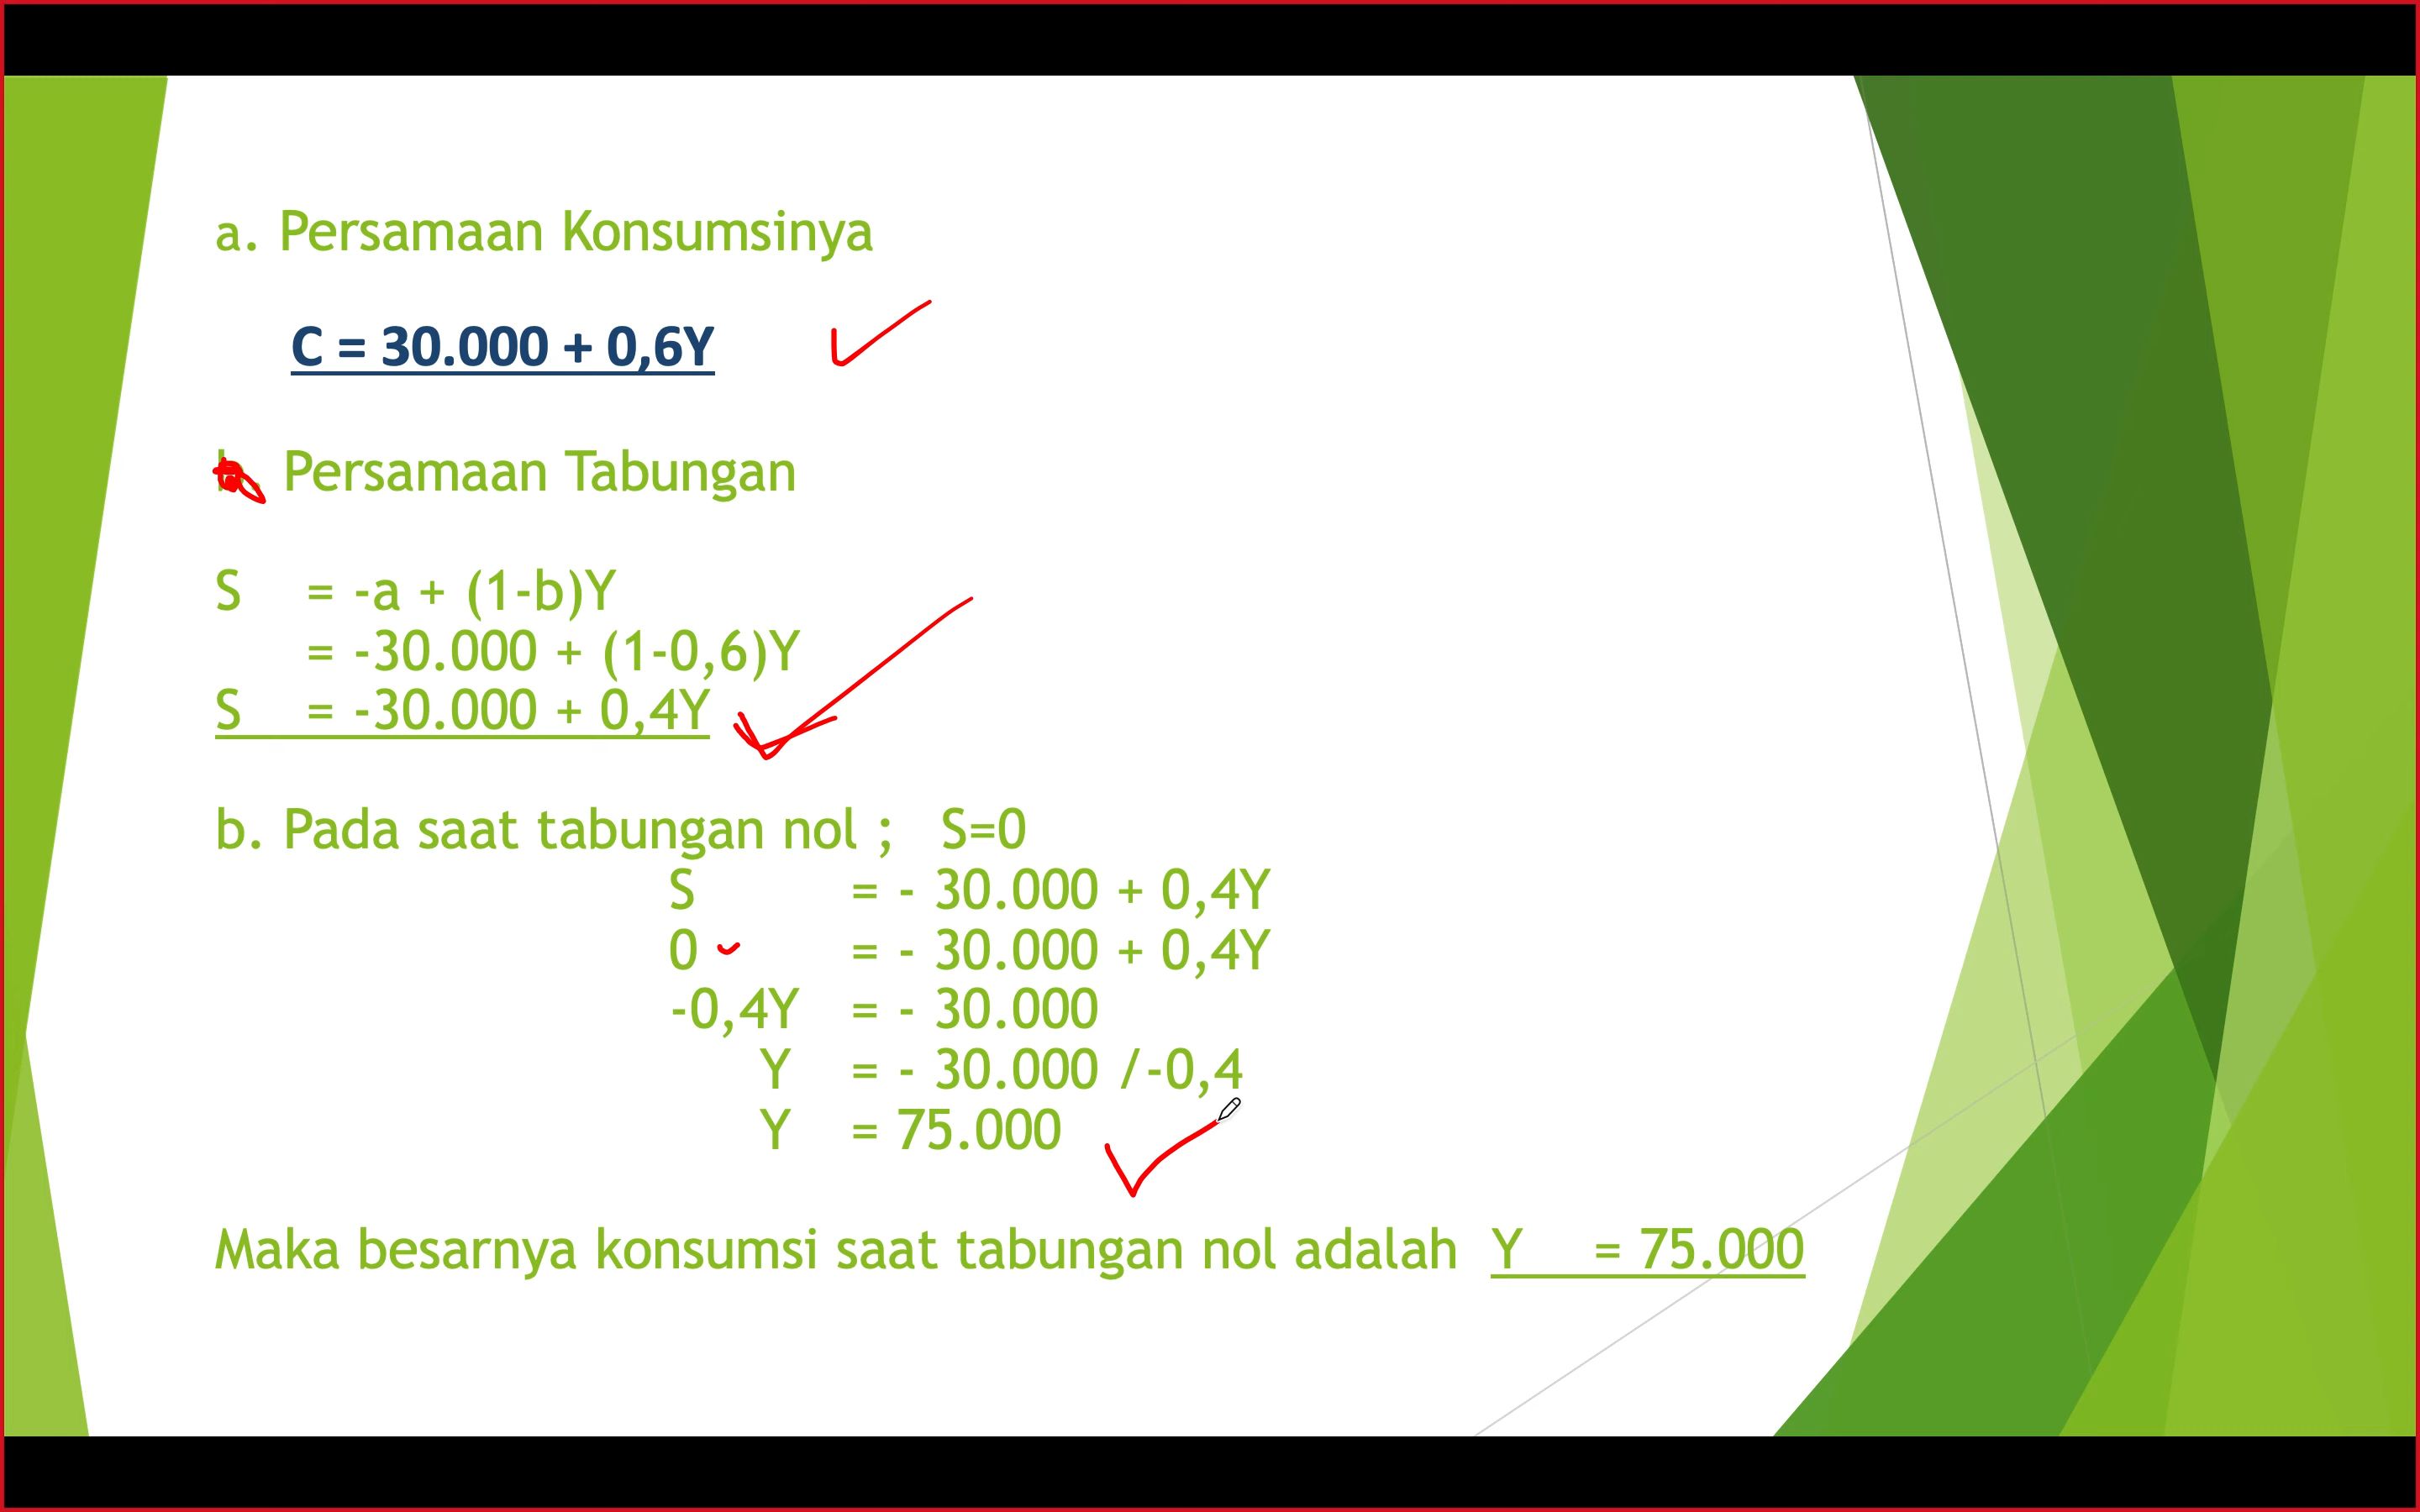 a. Persamaan Konsumsinya
C = 30.000 + 0,6Y
Persamaan Tabungan
S = -a + (1-b)Y
= -30.000 + (1-0,6)Y
S = -30.000 + 0,4Y
b. Pada saat tabungan nol ; S=0
S = - 30.000 + 0,4Y
0 = - 30.000 + 0,4Y
-0,4Y = - 30.000
Y = - 30.000 /-0,4
Y = 75.000
Maka besarnya konsumsi saat tabungan nol adalah Y = 75.000